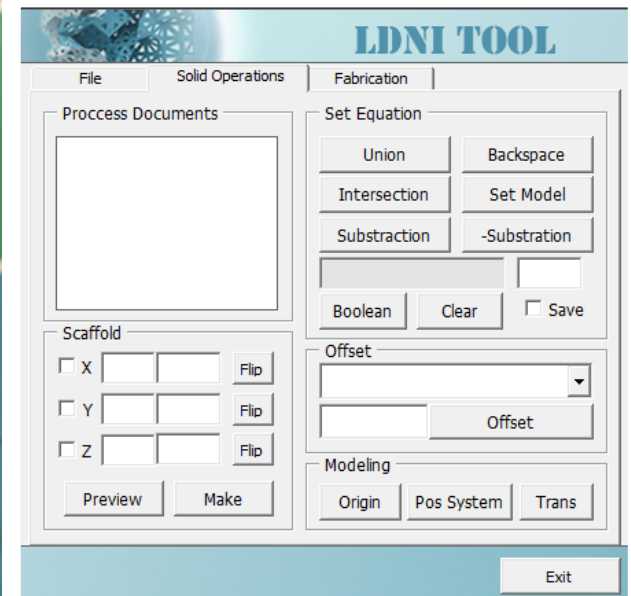 LDNI TOOL
File
Solid Operations
Fabrication
Proccess Documents
Set Equation
Union
Backspace
Intersection
Set Model
Substraction
-Substration
Boolean
Clear
Save
Scaffold
X
Flip
Y
Flip
Z
Flip
Preview
Make
Offset
Offset
Modeling
Origin
Pos System
Trans
Exit